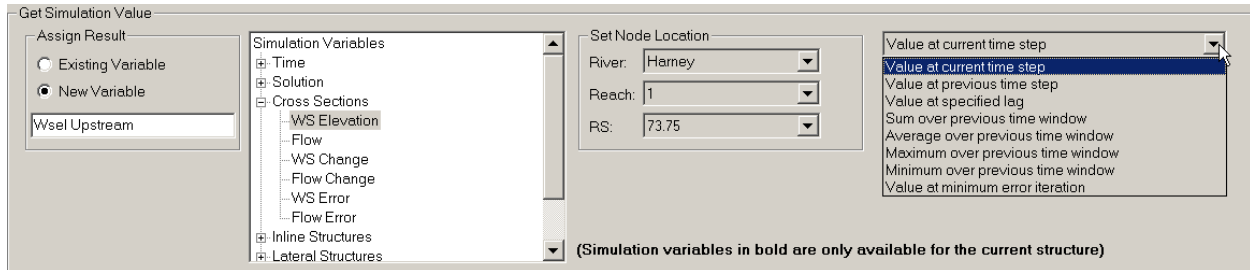 Get Simulation Value
Assign Result
Existing Variable
New Variable
Wsel Upstream
Simulation Variables
Time
Solution
Cross Sections
WS Elevation
Flow
WS Change
Flow Change
WS Error
Flow Error
Inline Structures
Lateral Structures
Set Node Location
River: Harney
Reach: 1
RS: 73.75
Value at current time step
Value at current time step
Value at previous time step
Value at specified lag
Sum over previous time window
Average over previous time window
Maximum over previous time window
Minimum over previous time window
Value at minimum error iteration
(Simulation variables in bold are only available for the current structure)